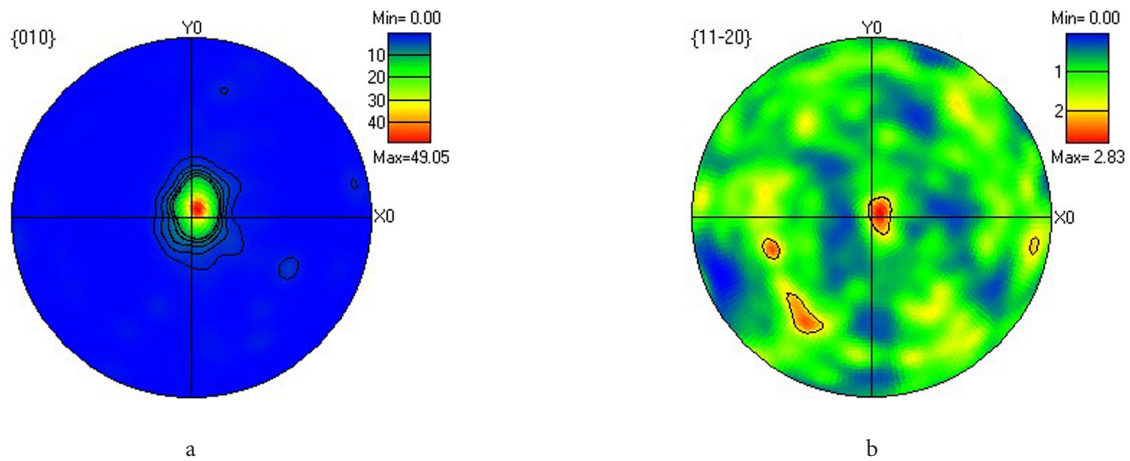 {010}
Y0
Min= 0.00
10
20
30
40
Max=49.05
X0
a
{11-20}
Y0
Min= 0.00
1
2
Max= 2.83
X0
b